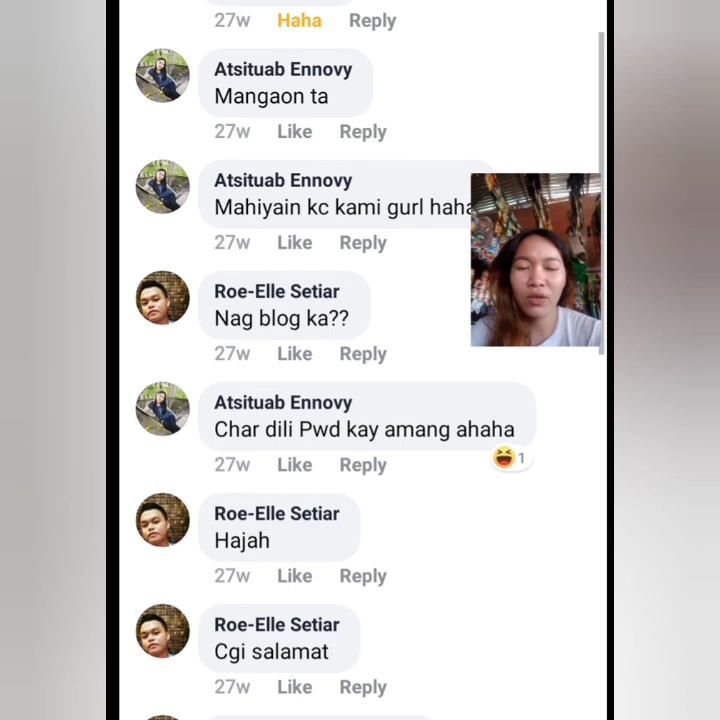 27w Haha Reply
Atsituab Ennovy
Mangaon ta
27w Like Reply
Atsituab Ennovy
Mahiyain kc kami gurl haha
27w Like Reply
Roe-Elle Setiar
Nag blog ka??
27w Like Reply
Atsituab Ennovy
Char dili Pwd kay amang ahaha
1
27w Like Reply
Roe-Elle Setiar
Hajah
27w Like Reply
Roe-Elle Setiar
Cgi salamat
27w Like Reply